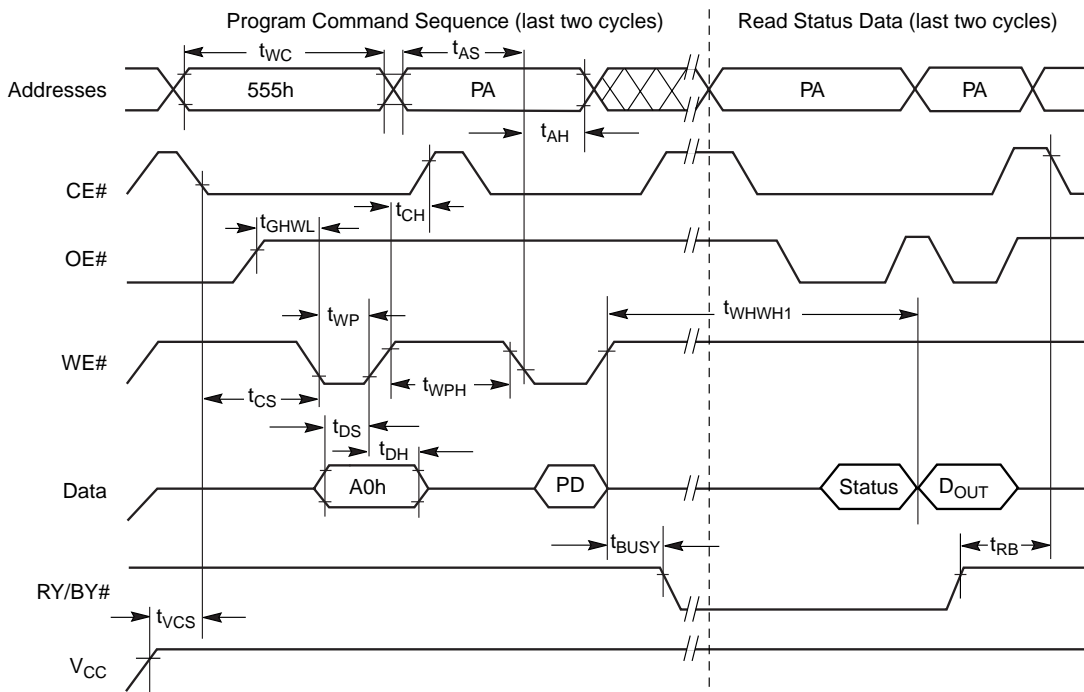 Program Command Sequence (last two cycles) Read Status Data (last two cycles)
tWC tAS
Addresses 555h PA PA PA
tAH
CE#
tCH
tGHWL
OE#
tWP tWHWH1
WE#
tCS tWPH
tDS
tDH
Data A0h PD Status DOUT
tBUSY tRB
RY/BY#
tVCS
VCC